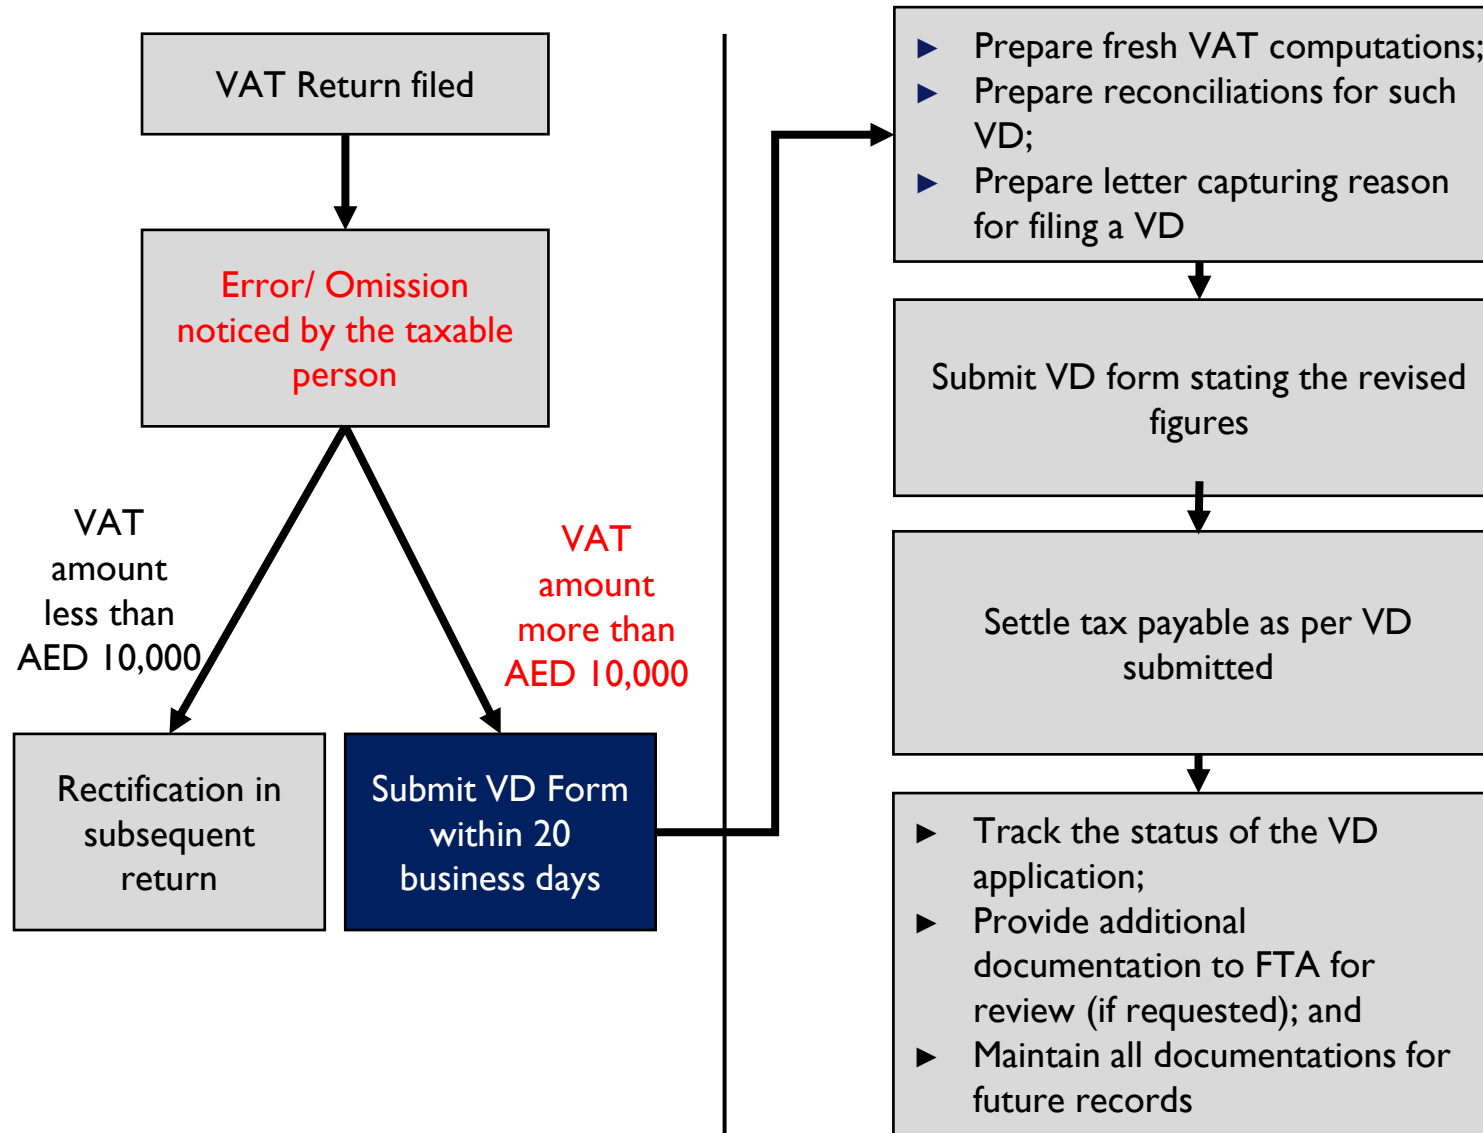 VAT Return filed
Error/ Omission
noticed by the taxable
person
VAT
amount
less than
AED 10,000
VAT
amount
more than
AED 10,000
Rectification in
subsequent
return
Submit VD Form
within 20
business days
► Prepare fresh VAT computations;
► Prepare reconciliations for such
VD;
► Prepare letter capturing reason
for filing a VD
Submit VD form stating the revised
figures
Settle tax payable as per VD
submitted
► Track the status of the VD
application;
► Provide additional
documentation to FTA for
review (if requested); and
► Maintain all documentations for
future records